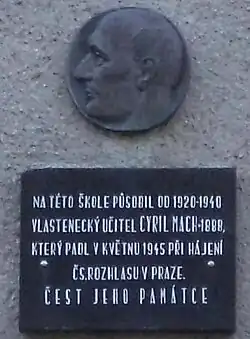 NA TÉTO ŠKOLE PŮSOBIL OD 1920-1940
VLASTENECKÝ UČITEL CYRIL MACH *1888,
KTERÝ PADL V KVĚTNU 1945 PŘI HÁJENÍ
ČS. ROZHLASU V PRAZE.
ČEST JEHO PAMÁTCE